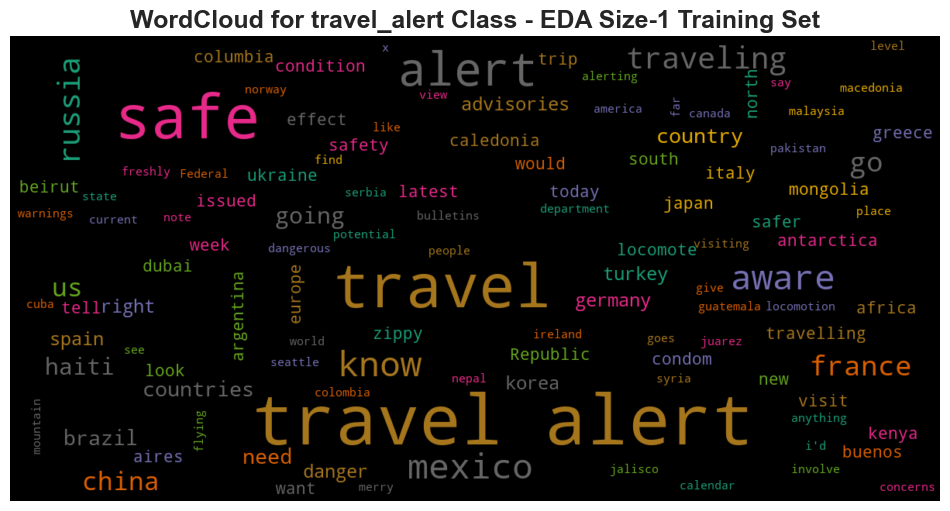 WordCloud for travel_alert Class - EDA Size-1 Training Set
x
level
columbia
trip
traveling
condition
alert
alerting
say
norway
view
macedonia
russia
safe
advisories
america
far
canada
north
malaysia
effect
like
safety
caledonia
country
greece
find
would
south
pakistan
go
freshly
Federal
ukraine
italy
beirut
state
issued
serbia
latest
today
japan
mongolia
warnings
current
note
going
bulletins
department
safer
place
week
dangerous
potential
people
locomote
visiting
antarctica
dubai
us
argentina
europe
travel
turkey
aware
cuba
tell
right
germany
give
guatemala
locomotion
africa
spain
see
zippy
ireland
goes
juarez
travelling
world
haiti
look
seattle
know
Republic
condom
new
france
countries
colombia
nepal
korea
syria
visit
mountain
flying
travel alert
anything
brazil
aires
i'd
kenya
buenos
need
danger
mexico
jalisco
involve
china
want
merry
calendar
concerns